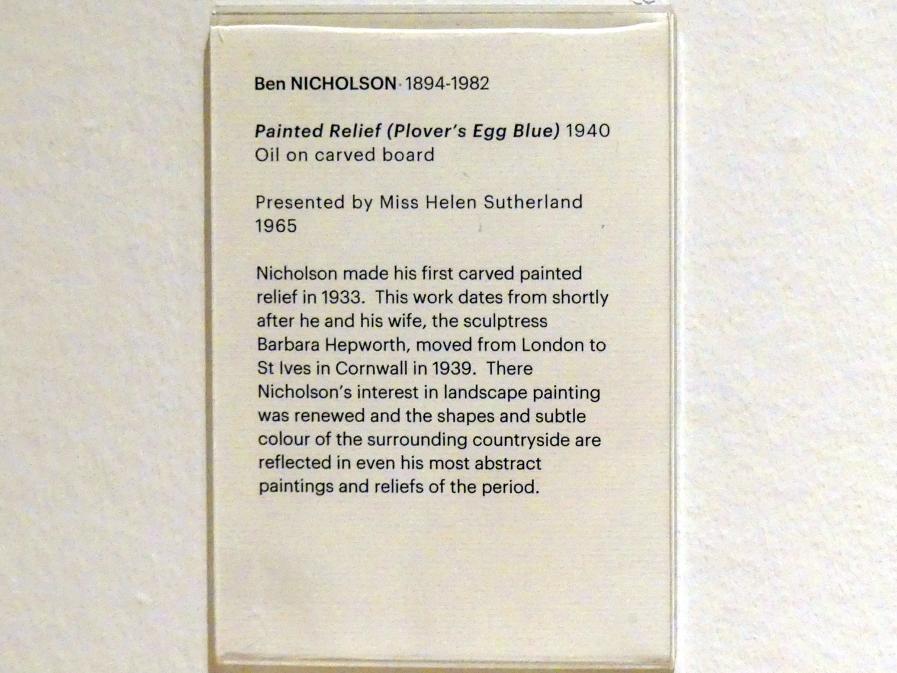 Ben NICHOLSON 1894-1982
Painted Relief (Plover's Egg Blue) 1940
Oil on carved board
Presented by Miss Helen Sutherland
1965
Nicholson made his first carved painted
relief in 1933. This work dates from shortly
after he and his wife, the sculptress
Barbara Hepworth, moved from London to
St Ives in Cornwall in 1939. There
Nicholson's interest in landscape painting
was renewed and the shapes and subtle
colour of the surrounding countryside are
reflected in even his most abstract
paintings and reliefs of the period.